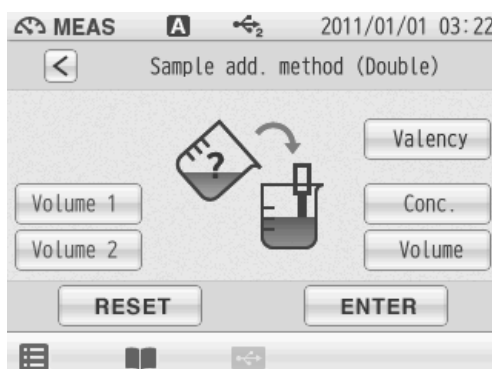 MEAS A 2 2011/01/01 03:22
Sample add. method (Double)
?
Valency
Volume 1 Conc.
Volume 2 Volume
RESET ENTER